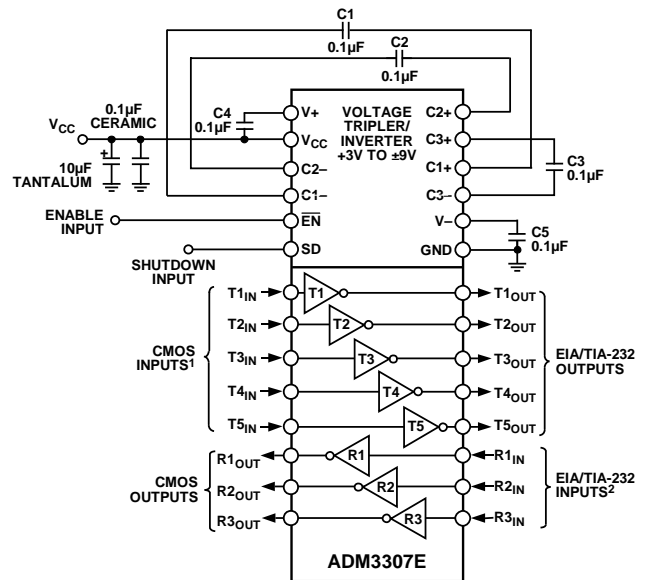 C1
0.1µF
C2
0.1µF
0.1µF
CERAMIC
VCC
+
10µF
TANTALUM
C4
0.1µF
V+
VCC
C2–
C1–
EN
SD
VOLTAGE
TRIPLER/
INVERTER
+3V TO ±9V
C2+
C3+
C1+
C3–
V–
GND
C3
0.1µF
C5
0.1µF
ENABLE
INPUT
SHUTDOWN
INPUT
CMOS
INPUTS1
T1IN
T1
T1OUT
T2IN
T2
T2OUT
T3IN
T3
T3OUT
T4IN
T4
T4OUT
T5IN
T5
T5OUT
EIA/TIA-232
OUTPUTS
CMOS
OUTPUTS
R1OUT
R1
R1IN
R2OUT
R2
R2IN
R3OUT
R3
R3IN
EIA/TIA-232
INPUTS2
ADM3307E